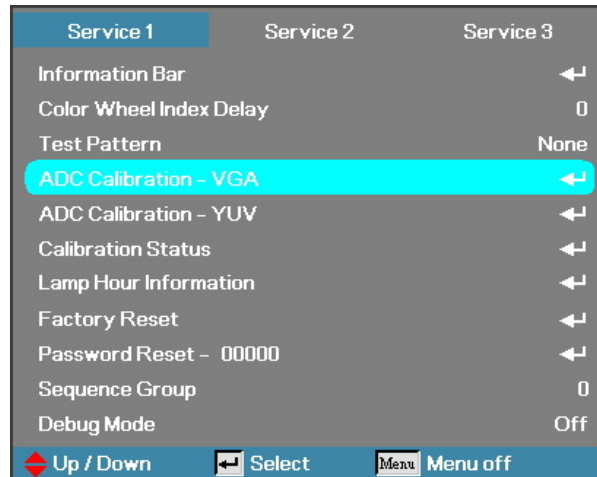 Service 1 Service 2 Service 3
Information Bar
Color Wheel Index Delay 0
Test Pattern None
ADC Calibration - VGA
ADC Calibration - YUV
Calibration Status
Lamp Hour Information
Factory Reset
Password Reset - 00000
Sequence Group 0
Debug Mode Off
Up / Down Select Menu Menu off